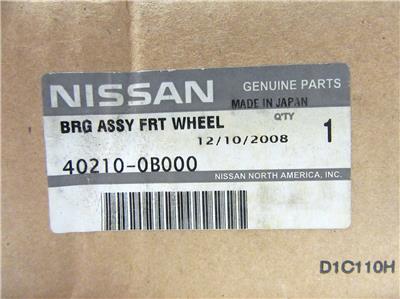 NISSAN
GENUINE PARTS
MADE IN JAPAN
Q'TY
BRG ASSY FRT WHEEL
12/10/2008
1
40210-0B000
NISSAN NORTH AMERICA, INC.
D1C110H